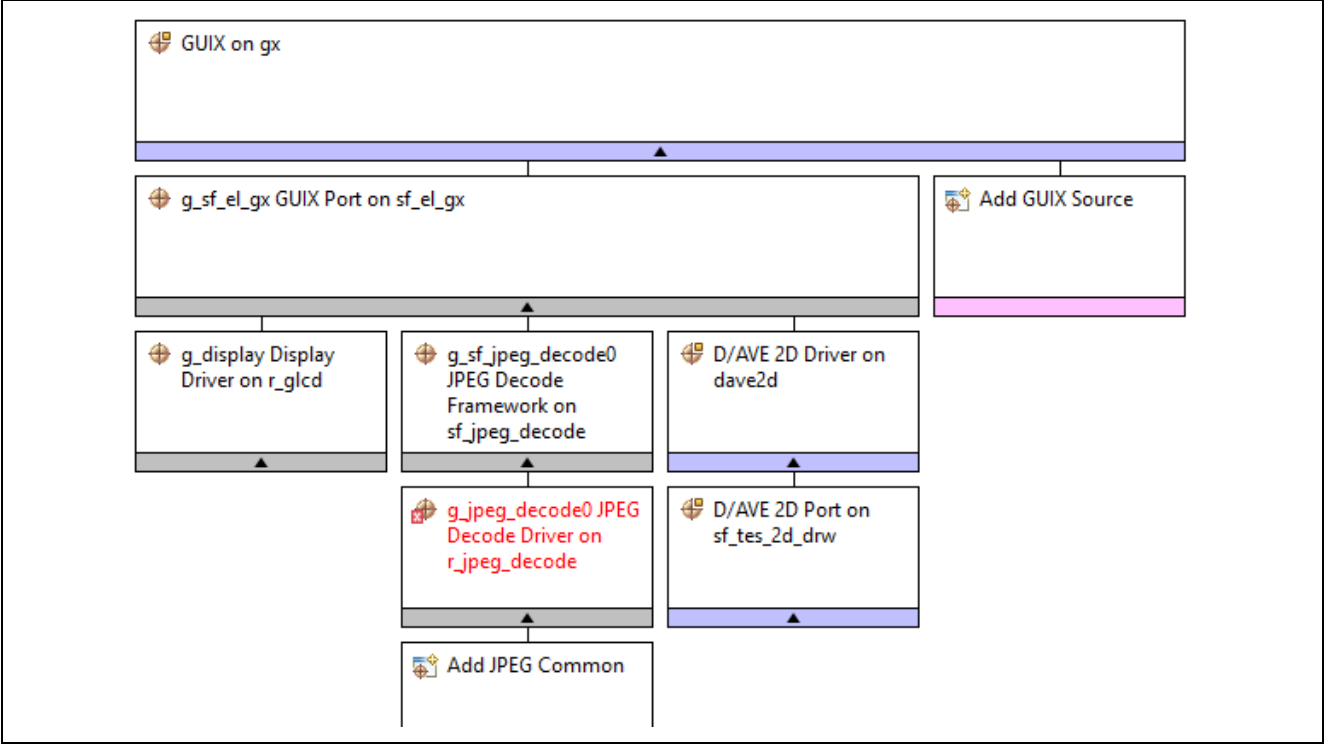 GUIX on gx
g_sf_el_gx GUIX Port on sf_el_gx
Add GUIX Source
g_display Display
Driver on r_glcd
g_sf_jpeg_decode0
JPEG Decode
Framework on
sf_jpeg_decode
D/AVE 2D Driver on
dave2d
g_jpeg_decode0 JPEG
Decode Driver on
r_jpeg_decode
D/AVE 2D Port on
sf_tes_2d_drw
Add JPEG Common